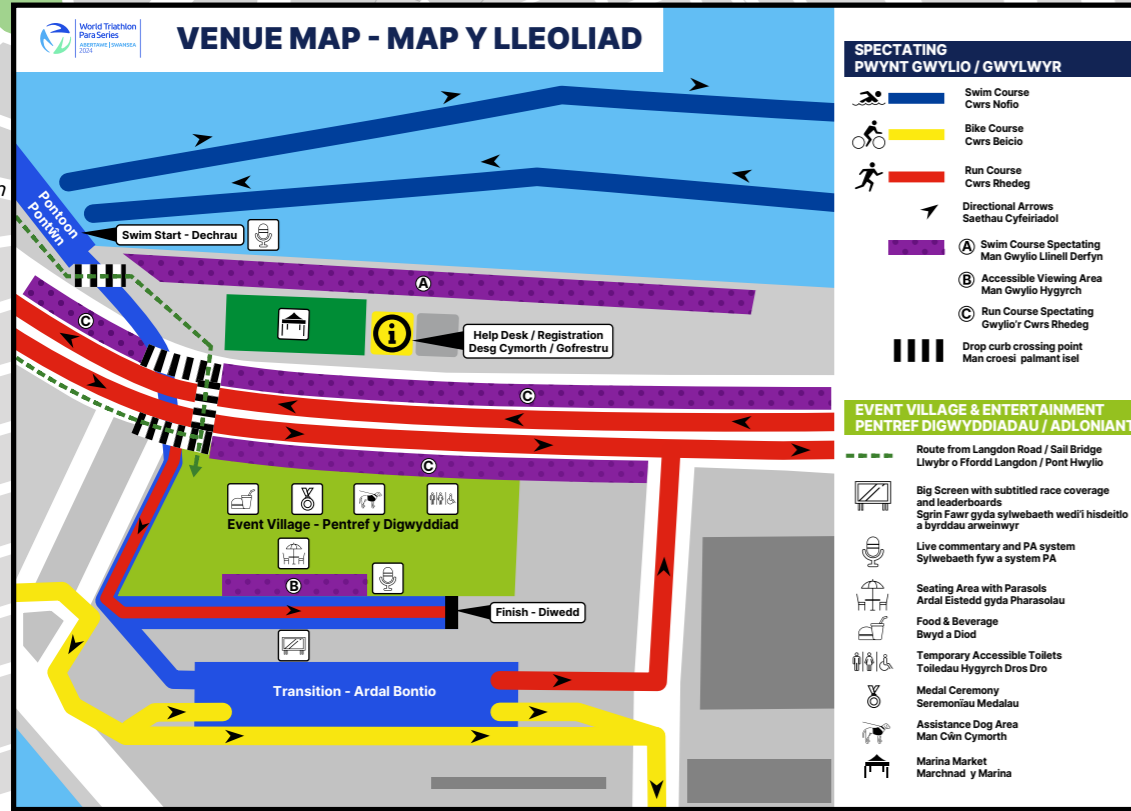 World Triathlon
Para Series
ABERTAWE | SWANSEA
2024
VENUE MAP - MAP Y LLEOLIAD
n
Pontoon
Pontŵn
Swim Start - Dechrau
A
C
i
Help Desk / Registration
Desg Cymorth / Gofrestru
C
C
Event Village - Pentref y Digwyddiad
B
Finish - Diwedd
Transition - Ardal Bontio
SPECTATING
PWYNT GWYLIO / GWYLWYR
Swim Course
Cwrs Nofio
Bike Course
Cwrs Beicio
Run Course
Cwrs Rhedeg
Directional Arrows
Saethau Cyfeiriadol
A Swim Course Spectating
Man Gwylio Llinell Derfyn
B Accessible Viewing Area
Man Gwylio Hygyrch
C Run Course Spectating
Gwylio'r Cwrs Rhedeg
Drop curb crossing point
Man croesi palmant isel
EVENT VILLAGE & ENTERTAINMENT
PENTREF DIGWYDDIADAU / ADLONIANT
Route from Langdon Road / Sail Bridge
Llwybr o Ffordd Langdon / Pont Hwylio
Big Screen with subtitled race coverage
and leaderboards
Sgrin Fawr gyda sylwebaeth wedi'i hisdeitlo
a byrddau arweinwyr
Live commentary and PA system
Sylwebaeth fyw a system PA
Seating Area with Parasols
Ardal Eistedd gyda Pharasolau
Food & Beverage
Bwyd a Diod
Temporary Accessible Toilets
Toiledau Hygyrch Dros Dro
Medal Ceremony
Seremonïau Medalau
Assistance Dog Area
Man Cŵn Cymorth
Marina Market
Marchnad y Marina